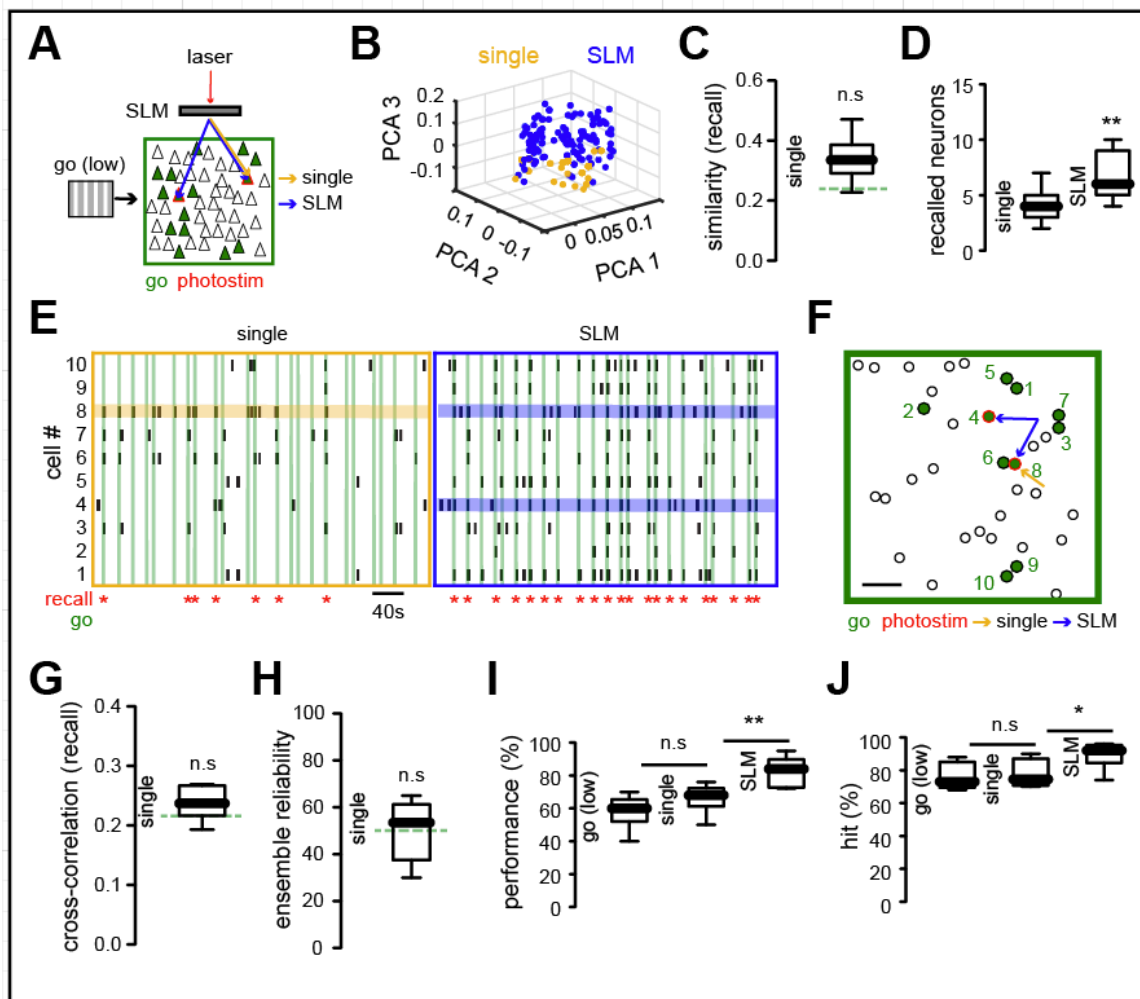 A
laser
SLM
go (low)
single
SLM
go photostim
B
single SLM
PCA 3
0.2
0.1
0
-0.1
0.1
0
-0.1
PCA 2
0
0.05
0.1
PCA 1
C
similarity (recall)
0.6
0.4
0.2
0.0
single
n.s
D
recalled neurons
15
10
5
0
single
SLM
**
E
single SLM
cell #
10
9
8
7
6
5
4
3
2
1
recall * ** * * * * * * * * * * * * * * ** ** * * ** * **
go
40s
F
5
1
2
4
7
3
6
8
9
10
go photostim single SLM
G
cross-correlation (recall)
0.4
0.3
0.2
0.1
0.0
single
n.s
H
ensemble reliability
100
80
60
40
20
0
single
n.s
I
performance (%)
100
80
60
40
20
0
go (low)
single
SLM
n.s
**
J
hit (%)
100
80
60
40
20
0
go (low)
single
SLM
n.s
*